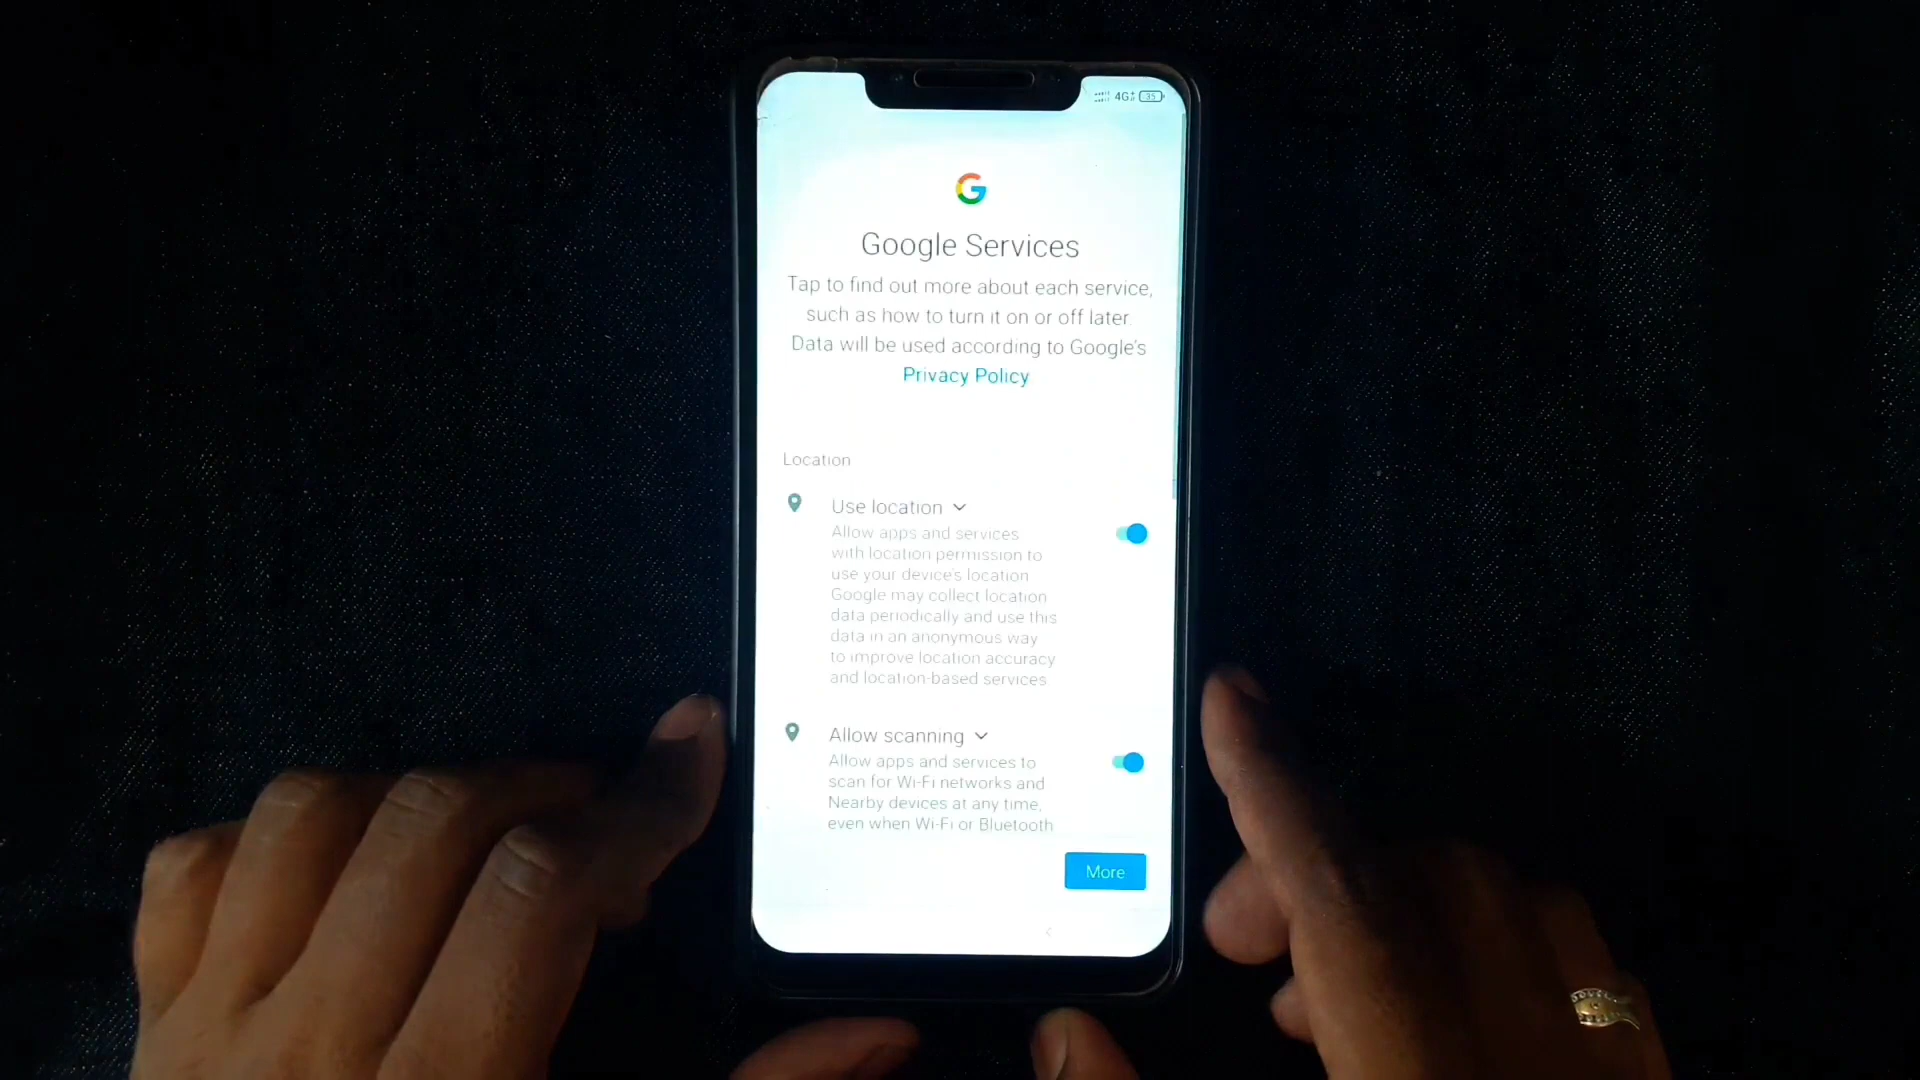 4G+ 35
Google Services
Tap to find out more about each service,
such as how to turn it on or off later.
Data will be used according to Google's
Privacy Policy
Location
Use location
Allow apps and services
with location permission to
use your device's location
Google may collect location
data periodically and use this
data in an anonymous way
to improve location accuracy
and location-based services
Allow scanning
Allow apps and services to
scan for Wi-Fi networks and
Nearby devices at any time,
even when Wi-Fi or Bluetooth
More